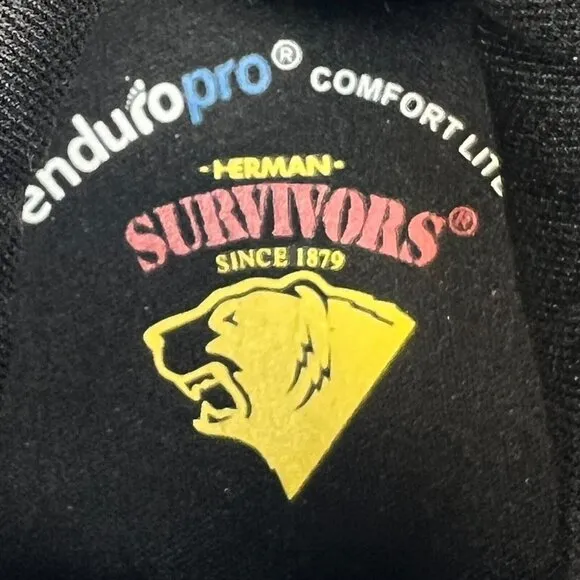 enduropro® COMFORT LITE
-HERMAN-
SURVIVORS®
SINCE 1879